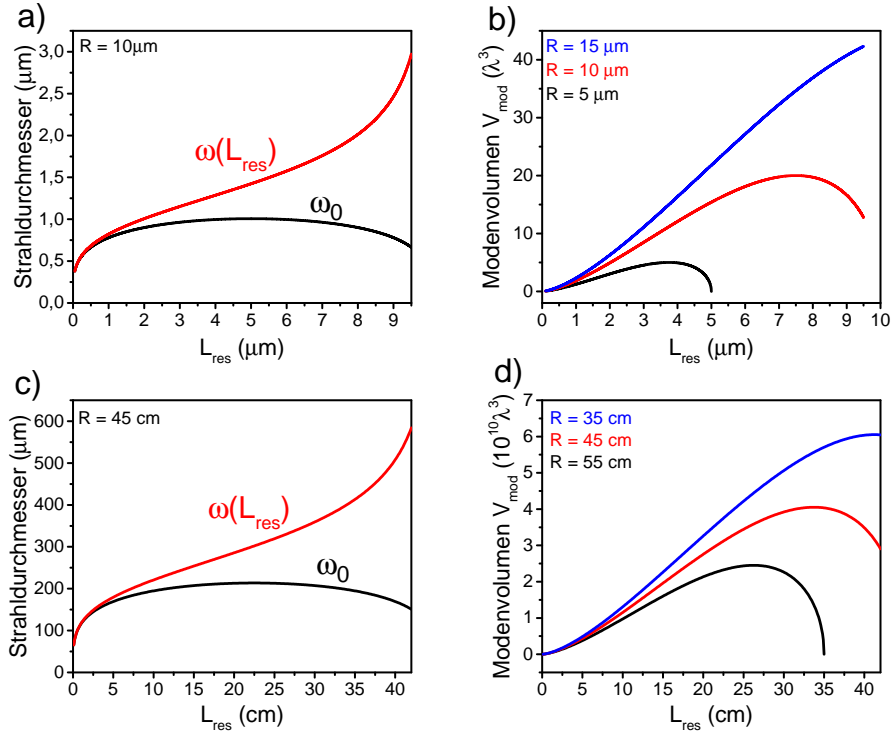 a)
R = 10μm
3,0
2,5
2,0
1,5
1,0
0,5
0,0
Strahldurchmesser (μm)
ω(L_res)
ω_0
0 1 2 3 4 5 6 7 8 9
L_res (μm)
b)
R = 15 μm
R = 10 μm
R = 5 μm
40
30
20
10
0
Modenvolumen V_mod (λ^3)
0 1 2 3 4 5 6 7 8 9 10
L_res (μm)
c)
R = 45 cm
600
500
400
300
200
100
0
Strahldurchmesser (μm)
ω(L_res)
ω_0
0 5 10 15 20 25 30 35 40
L_res (cm)
d)
R = 35 cm
R = 45 cm
R = 55 cm
7
6
5
4
3
2
1
0
Modenvolumen V_mod (10^10λ^3)
0 5 10 15 20 25 30 35 40
L_res (cm)